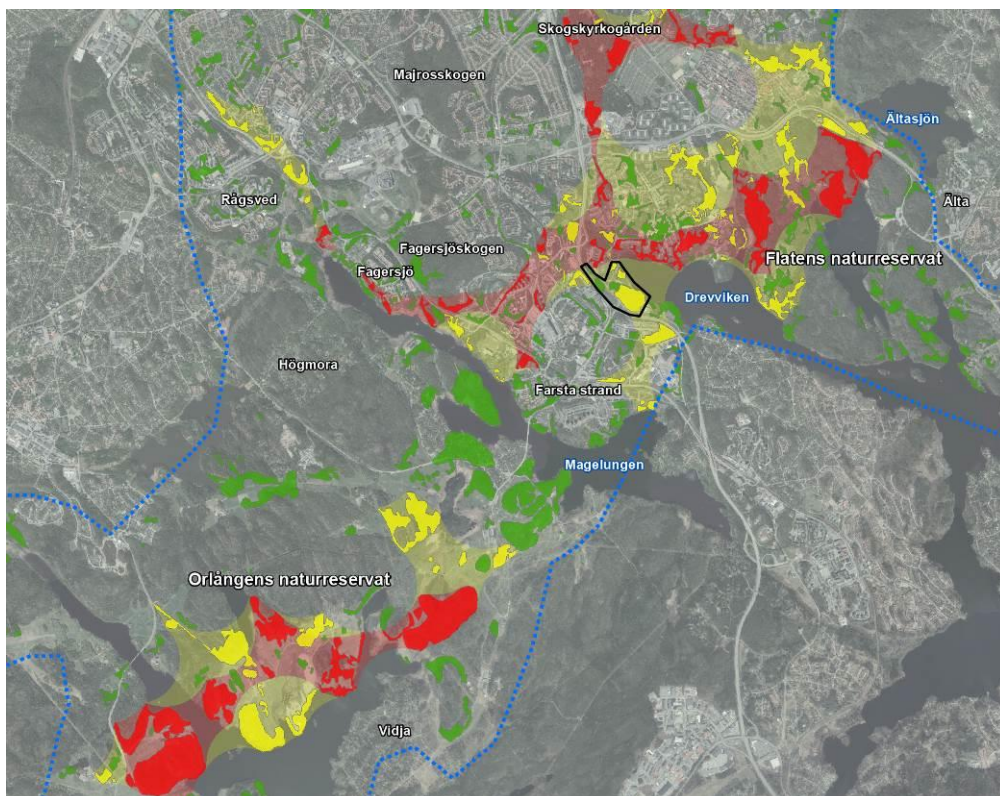 Skogskyrkogården
Majrosskogen
Ältasjön
Rågsved
Älta
Fagersjöskogen
Flatens naturreservat
Fagersjö
Drevviken
Högmora
Farsta strand
Magelungen
Orlångens naturreservat
Vidja